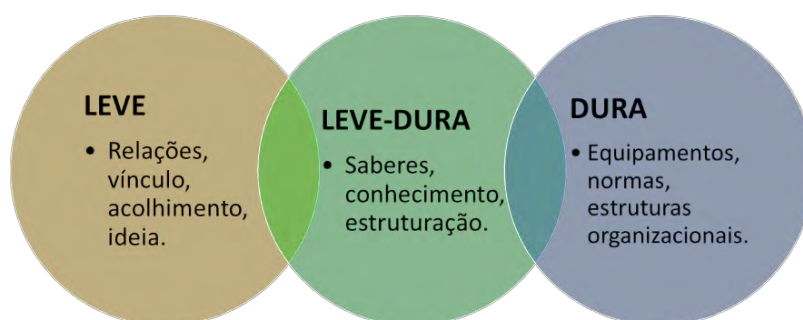 LEVE
• Relações,
vínculo,
acolhimento,
ideia.
LEVE-DURA
• Saberes,
conhecimento,
estruturação.
DURA
• Equipamentos,
normas,
estruturas
organizacionais.